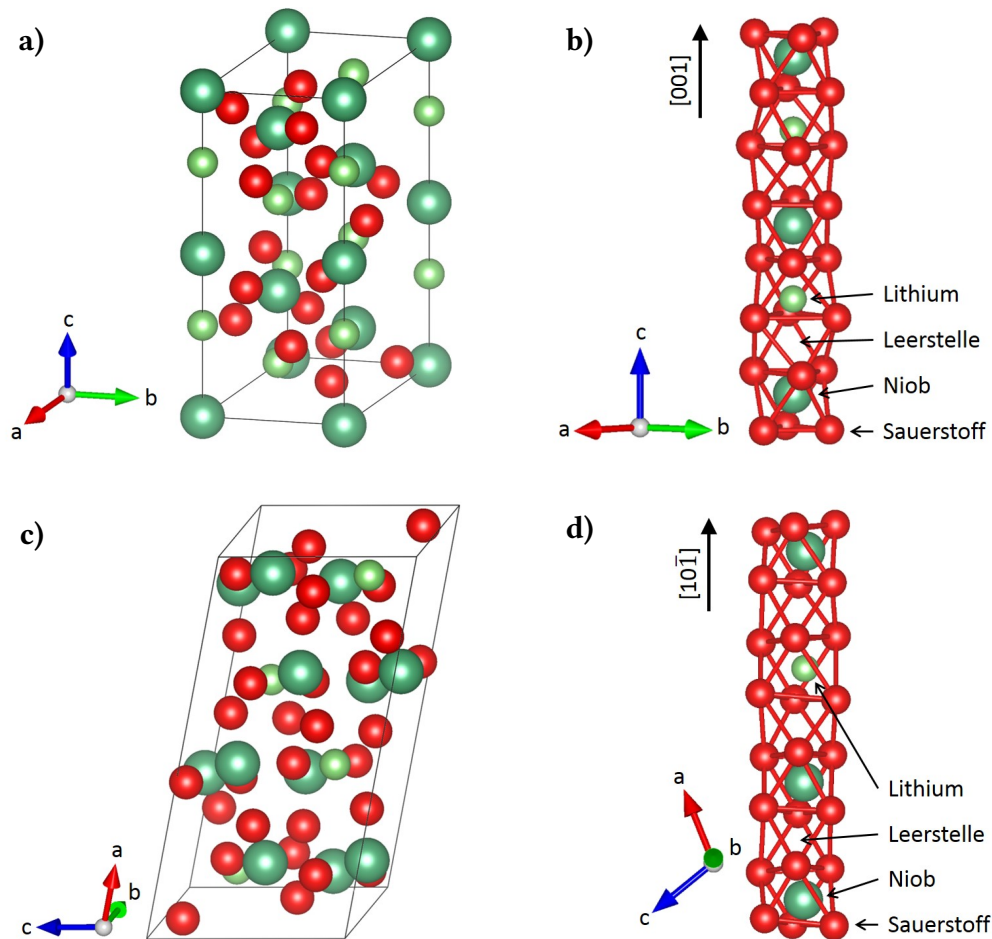 a)
c
b
a
b)
[001]
Lithium
Leerstelle
Niob
Sauerstoff
c
a
b
c)
a
b
c
d)
[101̄]
Lithium
Leerstelle
Niob
Sauerstoff
a
b
c